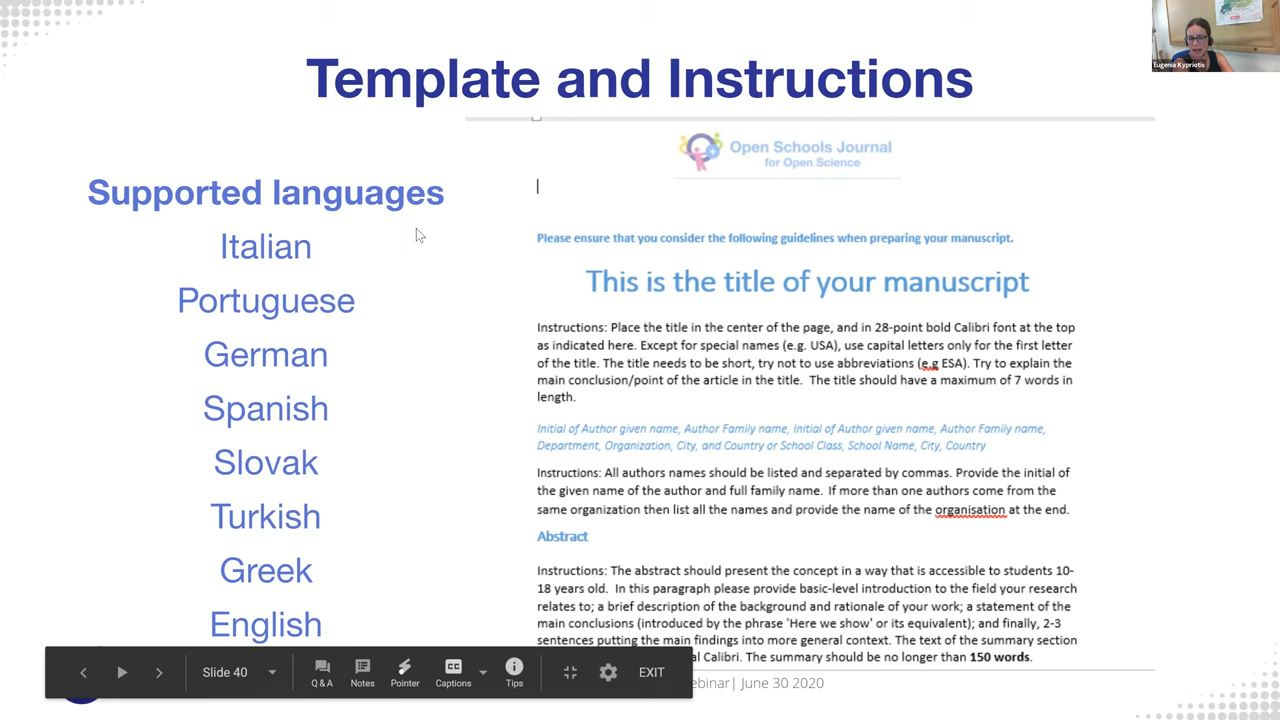 Eugenia Kypriotis
Template and Instructions
Supported languages
Italian
Portuguese
German
Spanish
Slovak
Turkish
Greek
English
Open Schools Journal
for Open Science
Please ensure that you consider the following guidelines when preparing your manuscript.
This is the title of your manuscript
Instructions: Place the title in the center of the page, and in 28-point bold Calibri font at the top
as indicated here. Except for special names (e.g. USA), use capital letters only for the first letter
of the title. The title needs to be short, try not to use abbreviations (e.g ESA). Try to explain the
main conclusion/point of the article in the title. The title should have a maximum of 7 words in
length.
Initial of Author given name, Author Family name, Initial of Author given name, Author Family name,
Department, Organization, City, and Country or School Class, School Name, City, Country
Instructions: All authors names should be listed and separated by commas. Provide the initial of
the given name of the author and full family name. If more than one authors come from the
same organization then list all the names and provide the name of the organisation at the end.
Abstract
Instructions: The abstract should present the concept in a way that is accessible to students 10-
18 years old. In this paragraph please provide basic-level introduction to the field your research
relates to; a brief description of the background and rationale of your work; a statement of the
main conclusions (introduced by the phrase 'Here we show' or its equivalent); and finally, 2-3
sentences putting the main findings into more general context. The text of the summary section
Calibri. The summary should be no longer than 150 words.
| June 30 2020
Slide 40
Q & A
Notes
Pointer
Captions
Tips
EXIT